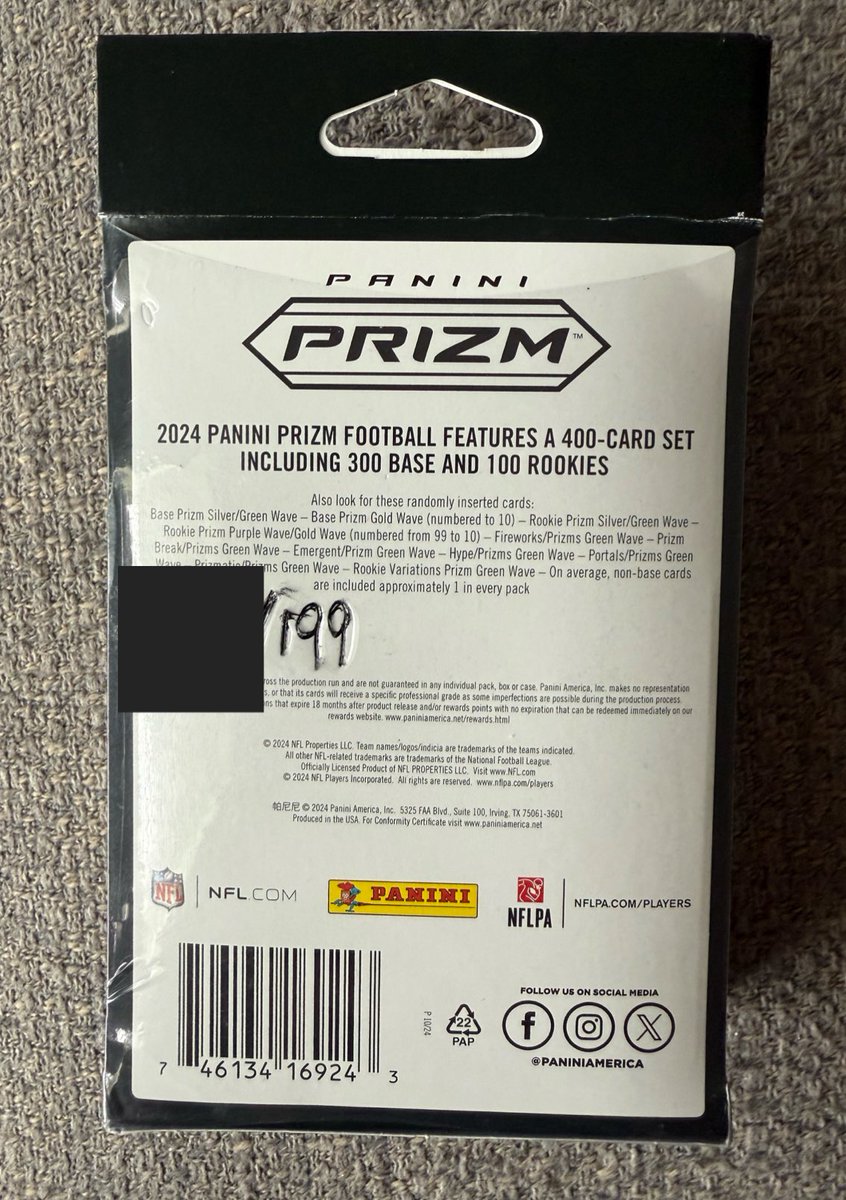 PANINI
PRIZM™
2024 PANINI PRIZM FOOTBALL FEATURES A 400-CARD SET
INCLUDING 300 BASE AND 100 ROOKIES
Also look for these randomly inserted cards:
Base Prizm Silver/Green Wave – Base Prizm Gold Wave (numbered to 10) – Rookie Prizm Silver/Green Wave –
Rookie Prizm Purple Wave/Gold Wave (numbered from 99 to 10) – Fireworks/Prizms Green Wave – Prizm
Break/Prizms Green Wave – Emergent/Prizm Green Wave – Hype/Prizms Green Wave – Portals/Prizms Green
Wave – Prizmatic/Prizms Green Wave – Rookie Variations Prizm Green Wave – On average, non-base cards
are included approximately 1 in every pack
/199
the production run and are not guaranteed in any individual pack, box or case. Panini America, Inc. makes no representation
or that its cards will receive a specific professional grade as some imperfections are possible during the production process.
that expire 18 months after product release and/or rewards points with no expiration that can be redeemed immediately on our
rewards website. www.paniniamerica.net/rewards.html
© 2024 NFL Properties LLC. Team names/logos/indicia are trademarks of the teams indicated.
All other NFL-related trademarks are trademarks of the National Football League.
Officially Licensed Product of NFL PROPERTIES LLC. Visit www.NFL.com
© 2024 NFL Players Incorporated. All rights are reserved. www.nflpa.com/players
帕尼尼 © 2024 Panini America, Inc. 5325 FAA Blvd., Suite 100, Irving, TX 75061-3601
Produced in the USA. For Conformity Certificate visit www.paniniamerica.net
NFL NFL.COM PANINI NFLPA NFLPA.COM/PLAYERS
FOLLOW US ON SOCIAL MEDIA
P 10/24
22
PAP
@PANINIAMERICA
7 46134 16924 3